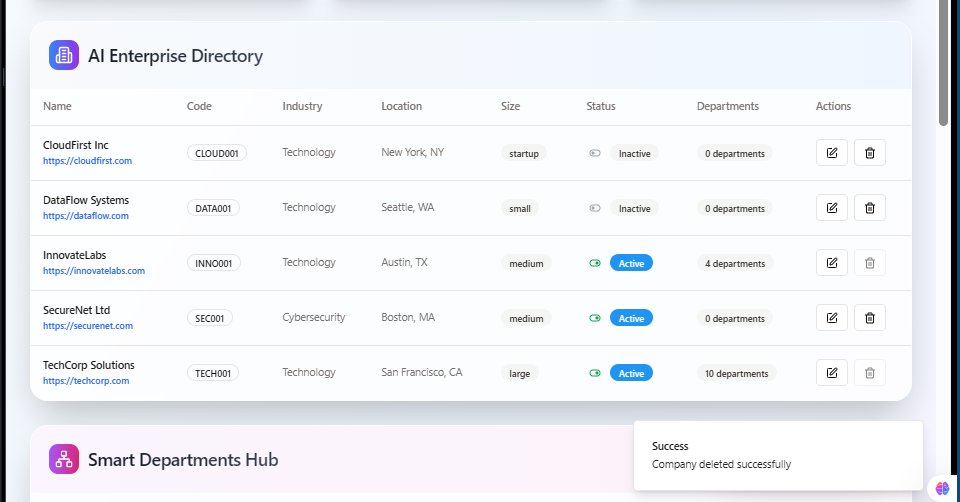 AI Enterprise Directory
Name Code Industry Location Size Status Departments Actions
CloudFirst Inc
https://cloudfirst.com
CLOUD001 Technology New York, NY startup Inactive 0 departments
DataFlow Systems
https://dataflow.com
DATA001 Technology Seattle, WA small Inactive 0 departments
InnovateLabs
https://innovatelabs.com
INNO001 Technology Austin, TX medium Active 4 departments
SecureNet Ltd
https://securenet.com
SEC001 Cybersecurity Boston, MA medium Active 0 departments
TechCorp Solutions
https://techcorp.com
TECH001 Technology San Francisco, CA large Active 10 departments
Smart Departments Hub
Success
Company deleted successfully